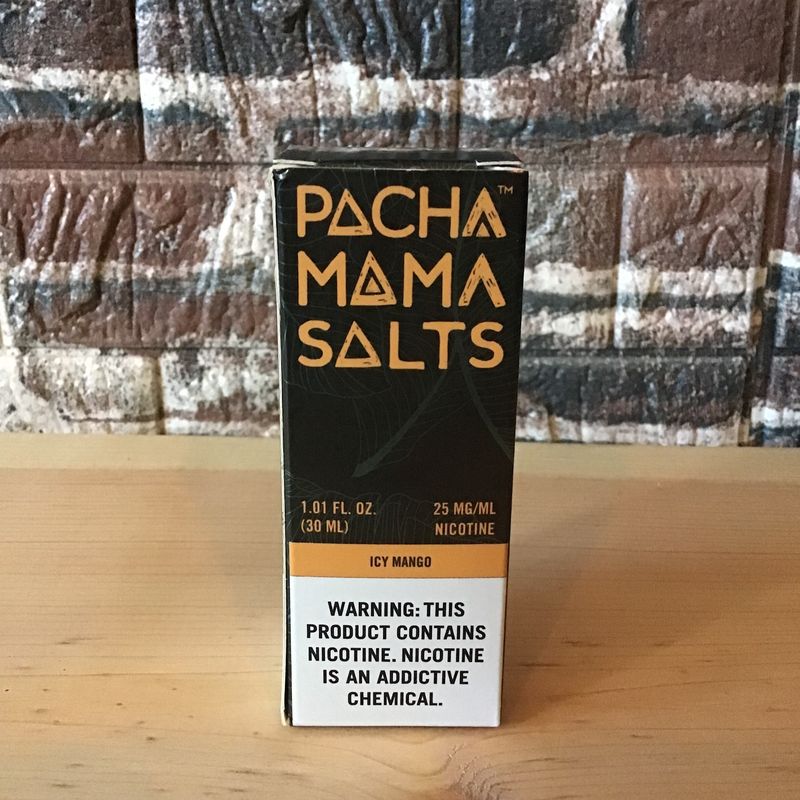 PACHA™
MAMA
SALTS
1.01 FL. OZ.
(30 ML)
25 MG/ML
NICOTINE
ICY MANGO
WARNING: THIS
PRODUCT CONTAINS
NICOTINE. NICOTINE
IS AN ADDICTIVE
CHEMICAL.